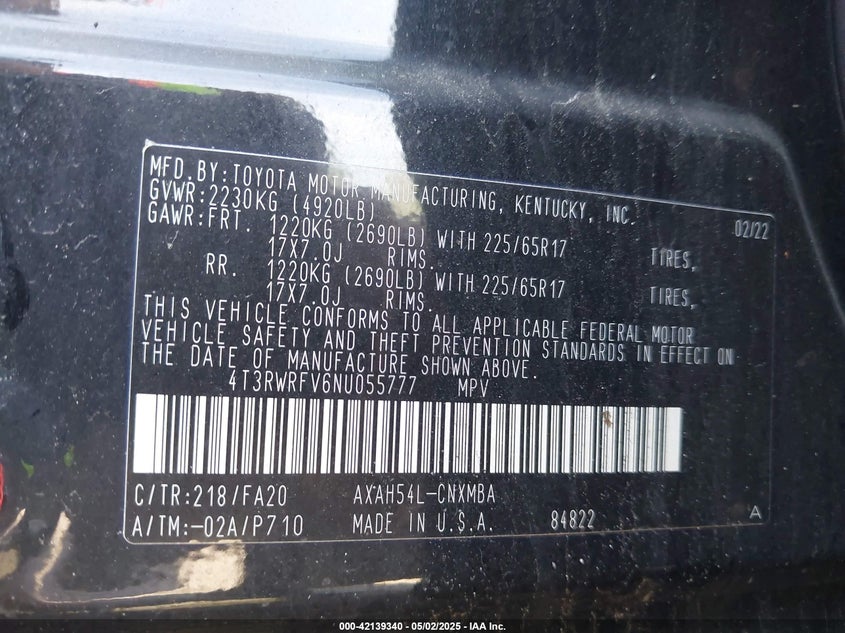 MFD.BY:TOYOTA MOTOR MANUFACTURING, KENTUCKY, INC.
GVWR:2230KG (4920LB) 02/22
GAWR:FRT. 1220KG (2690LB) WITH 225/65R17 TIRES,
17X7.0J RIMS.
RR. 1220KG (2690LB) WITH 225/65R17 TIRES,
17X7.0J RIMS.
THIS VEHICLE CONFORMS TO ALL APPLICABLE FEDERAL MOTOR
VEHICLE SAFETY AND THEFT PREVENTION STANDARDS IN EFFECT ON
THE DATE OF MANUFACTURE SHOWN ABOVE.
4T3RWRFV6NU055777 MPV
C/TR:218/FA20 AXAH54L-CNXMBA
A/TM:-02A/P710 MADE IN U.S.A. 84822 A
000-42139340 - 05/02/2025 - IAA Inc.